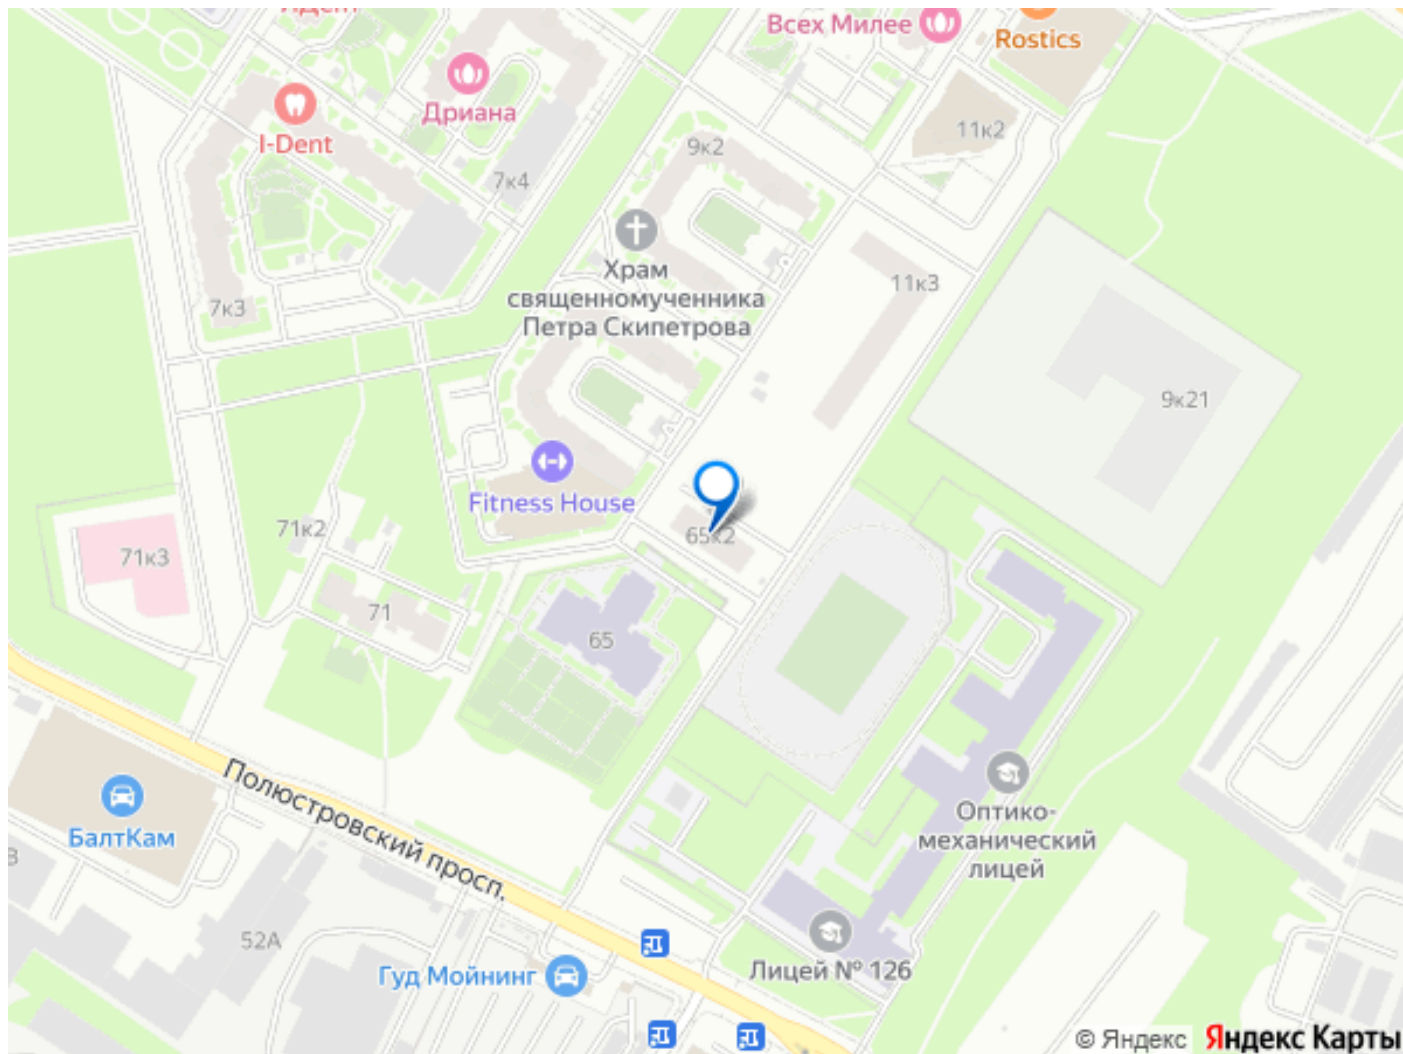 Всех Милее
Rostics
Дриана
I-Dent
11к2
9к2
7к4
Храм
священномученника
Петра Скипетрова
11к3
7к3
9к21
Fitness House
71к2
65к2
71к3
71
65
Полюстровский просп.
БалтКам
Оптико-
механический
лицей
52А
Гуд Мойнинг
Лицей № 126
© Яндекс
Яндекс Карты